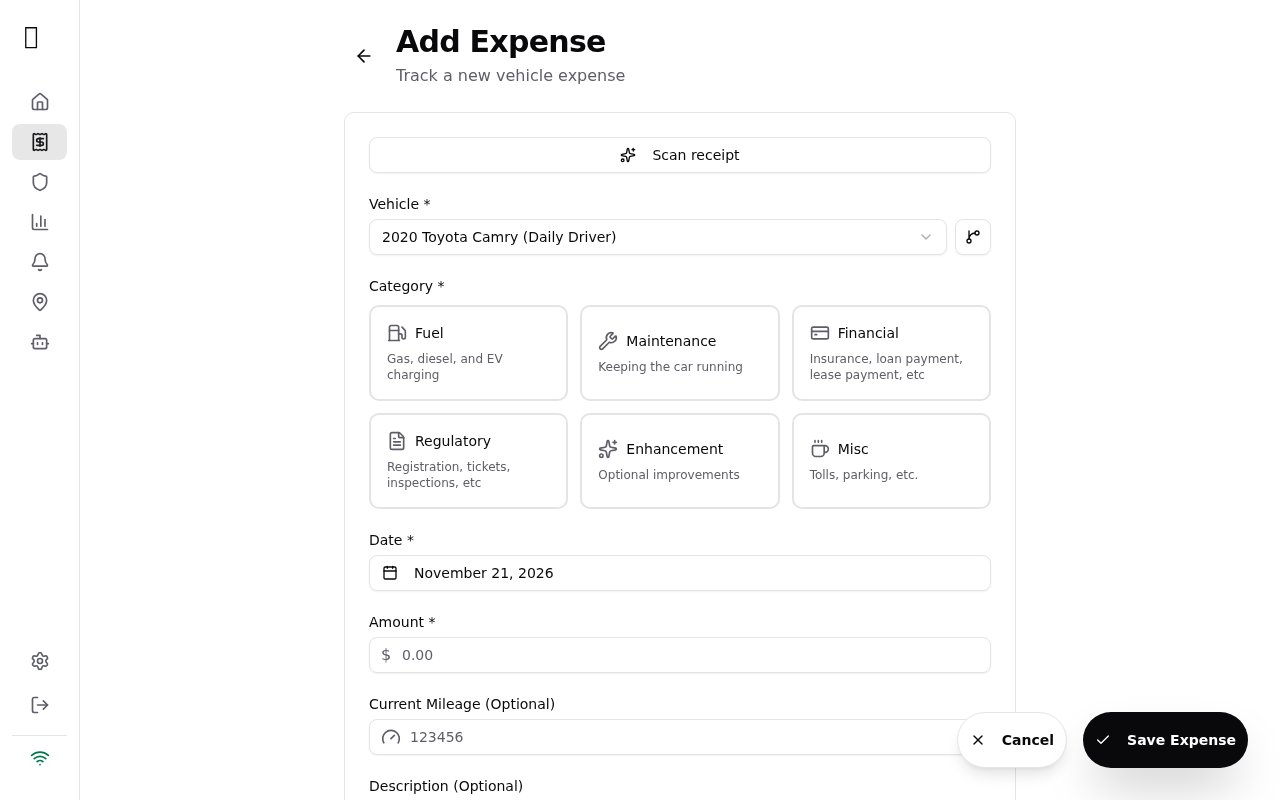 Add Expense
Track a new vehicle expense
Scan receipt
Vehicle *
2020 Toyota Camry (Daily Driver)
Category *
Fuel
Gas, diesel, and EV
charging
Maintenance
Keeping the car running
Financial
Insurance, loan payment,
lease payment, etc
Regulatory
Registration, tickets,
inspections, etc
Enhancement
Optional improvements
Misc
Tolls, parking, etc.
Date *
November 21, 2026
Amount *
$ 0.00
Current Mileage (Optional)
123456
Cancel
Save Expense
Description (Optional)